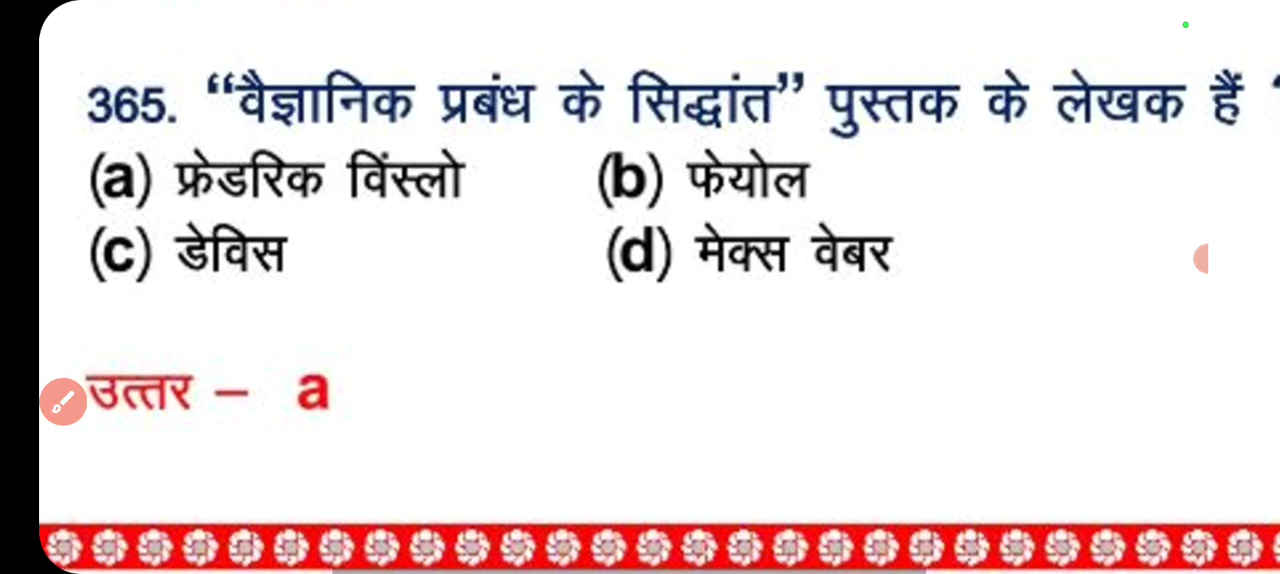 365. “वैज्ञानिक प्रबंध के सिद्धांत” पुस्तक के लेखक हैं
(a) फ्रेडरिक विंस्लो (b) फेयोल
(c) डेविस (d) मेक्स वेबर
उत्तर – a